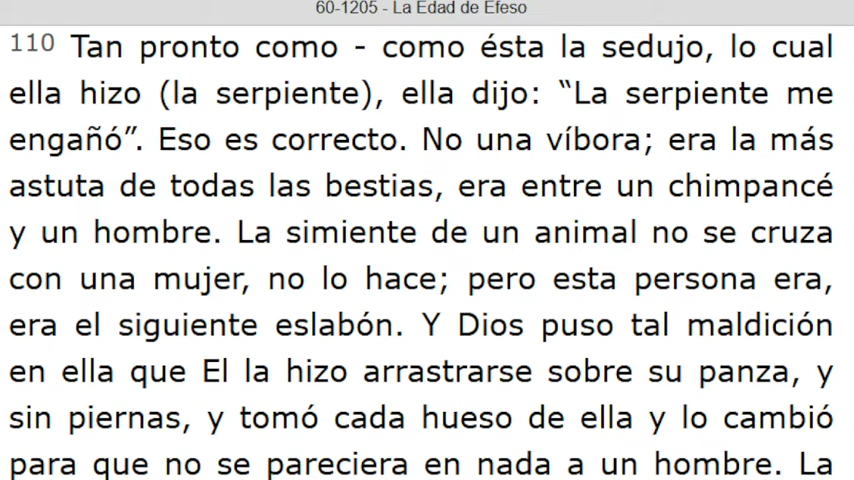 60-1205 - La Edad de Efeso
110 Tan pronto como - como ésta la sedujo, lo cual
ella hizo (la serpiente), ella dijo: “La serpiente me
engañó”. Eso es correcto. No una víbora; era la más
astuta de todas las bestias, era entre un chimpancé
y un hombre. La simiente de un animal no se cruza
con una mujer, no lo hace; pero esta persona era,
era el siguiente eslabón. Y Dios puso tal maldición
en ella que El la hizo arrastrarse sobre su panza, y
sin piernas, y tomó cada hueso de ella y lo cambió
para que no se pareciera en nada a un hombre. La